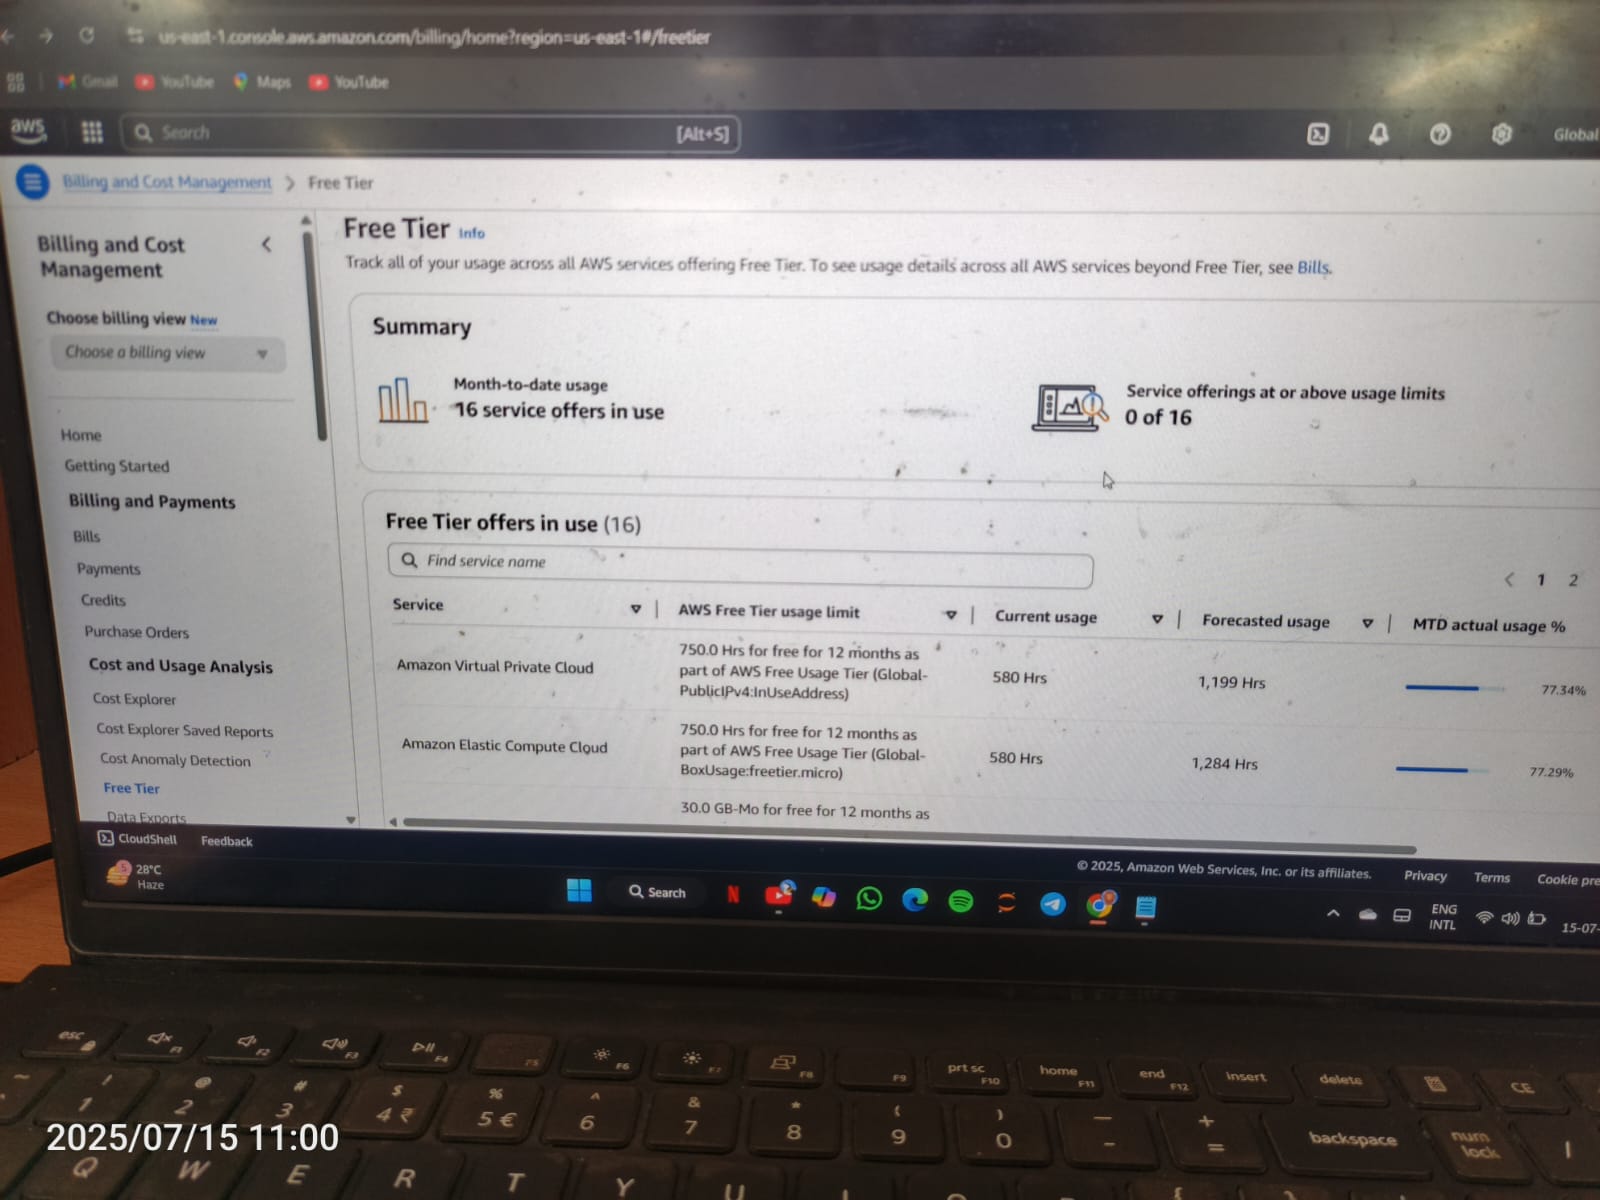 us-east-1.console.aws.amazon.com/billing/home?region=us-east-1#/freetier
Gmail YouTube Maps YouTube
aws Search [Alt+S] Global
Billing and Cost Management > Free Tier
Billing and Cost Management
Choose billing view New
Choose a billing view
Home
Getting Started
Billing and Payments
Bills
Payments
Credits
Purchase Orders
Cost and Usage Analysis
Cost Explorer
Cost Explorer Saved Reports
Cost Anomaly Detection
Free Tier
Data Exports
Free Tier Info
Track all of your usage across all AWS services offering Free Tier. To see usage details across all AWS services beyond Free Tier, see Bills.
Summary
Month-to-date usage
16 service offers in use
Service offerings at or above usage limits
0 of 16
Free Tier offers in use (16)
Find service name
< 1 2
Service AWS Free Tier usage limit Current usage Forecasted usage MTD actual usage %
Amazon Virtual Private Cloud
750.0 Hrs for free for 12 months as
part of AWS Free Usage Tier (Global-
PublicIPv4:InUseAddress)
580 Hrs
1,199 Hrs
77.34%
Amazon Elastic Compute Cloud
750.0 Hrs for free for 12 months as
part of AWS Free Usage Tier (Global-
BoxUsage:freetier.micro)
580 Hrs
1,284 Hrs
77.29%
30.0 GB-Mo for free for 12 months as
CloudShell Feedback
© 2025, Amazon Web Services, Inc. or its affiliates. Privacy Terms Cookie pre
5
28°C
Haze
Search
ENG
INTL
15-07-
esc F1 F2 F3 F4 F5 F6 F7 F8 F9 prt sc F10 home F11 end F12 insert delete CE
~ ! 1 @ 2 # 3 $ 4 ₹ % 5 € ^ 6 & 7 * 8 ( 9 ) 0 — - + = backspace num lock /
Q W E R T Y U I O {
2025/07/15 11:00